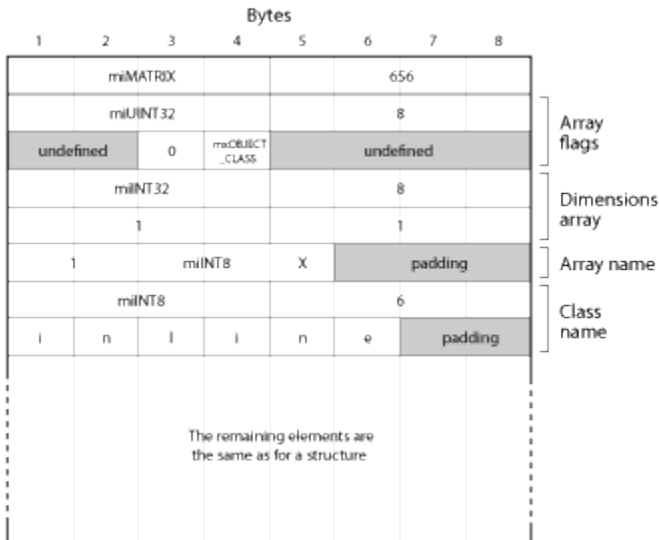 Bytes
1 2 3 4 5 6 7 8
miMATRIX 656
miUINT32 8
Array
flags
undefined 0 mxOBJECT
_CLASS undefined
miINT32 8
Dimensions
array
1 1
1 miINT8 X padding
Array name
miINT8 6
Class
name
i n l i n e padding
The remaining elements are
the same as for a structure